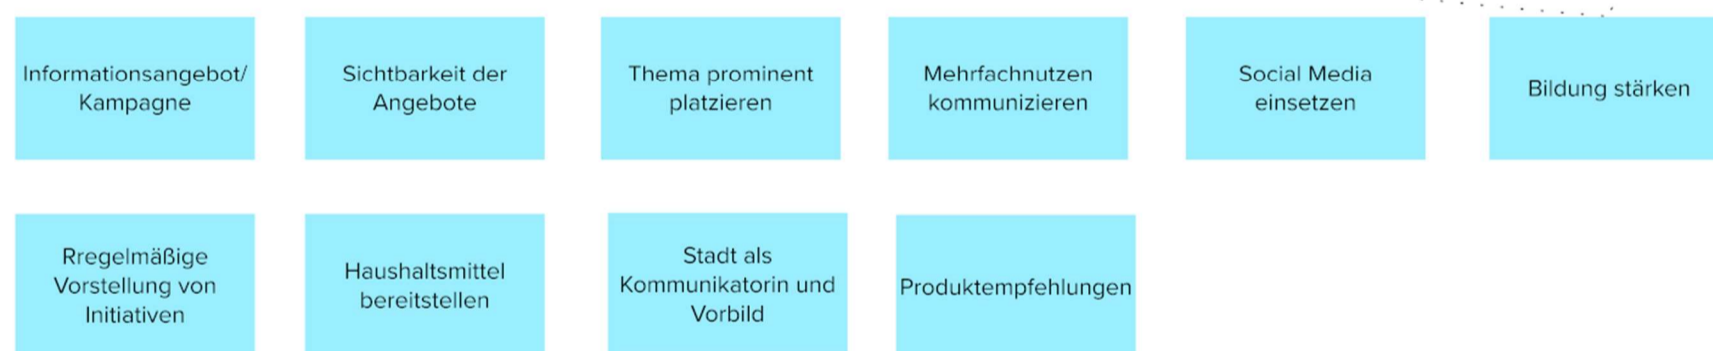 Informationsangebot/
Kampagne
Sichtbarkeit der
Angebote
Thema prominent
platzieren
Mehrfachnutzen
kommunizieren
Social Media
einsetzen
Bildung stärken
Rregelmäßige
Vorstellung von
Initiativen
Haushaltsmittel
bereitstellen
Stadt als
Kommunikatorin und
Vorbild
Produktempfehlungen